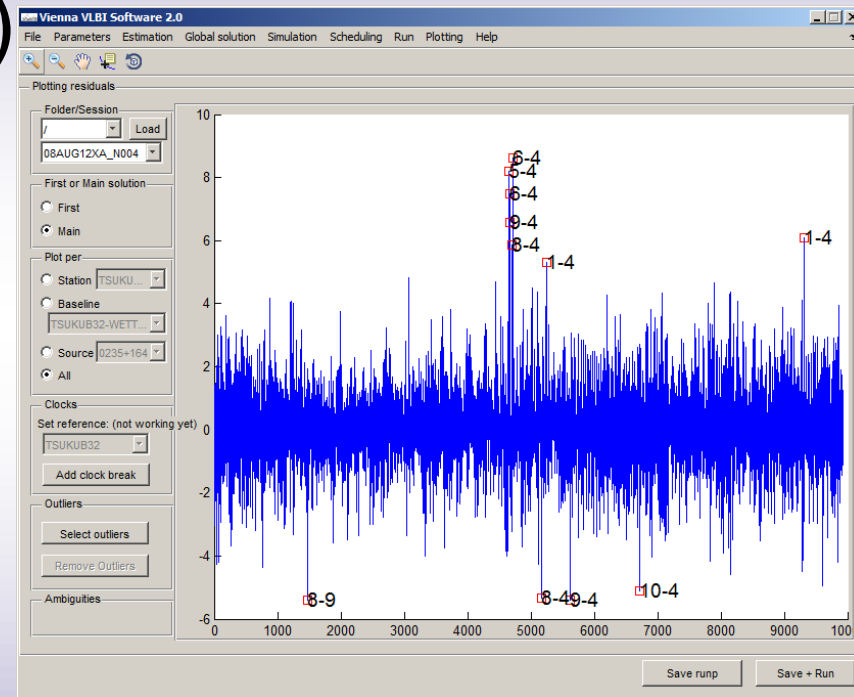 )
Vienna VLBI Software 2.0
File Parameters Estimation Global solution Simulation Scheduling Run Plotting Help
Plotting residuals
Folder/Session
/ Load
08AUG12XA_N004
First or Main solution
First
Main
Plot per
Station TSUKU...
Baseline
TSUKUB32-WETT...
Source 0235+164
All
Clocks
Set reference: (not working yet)
TSUKUB32
Add clock break
Outliers
Select outliers
Remove Outliers
Ambiguities
10
8
6
4
2
0
-2
-4
-6
6-4
5-4
6-4
9-4
8-4
1-4
1-4
8-9
8-4
9-4
10-4
0 1000 2000 3000 4000 5000 6000 7000 8000 9000 100
Save runp Save + Run